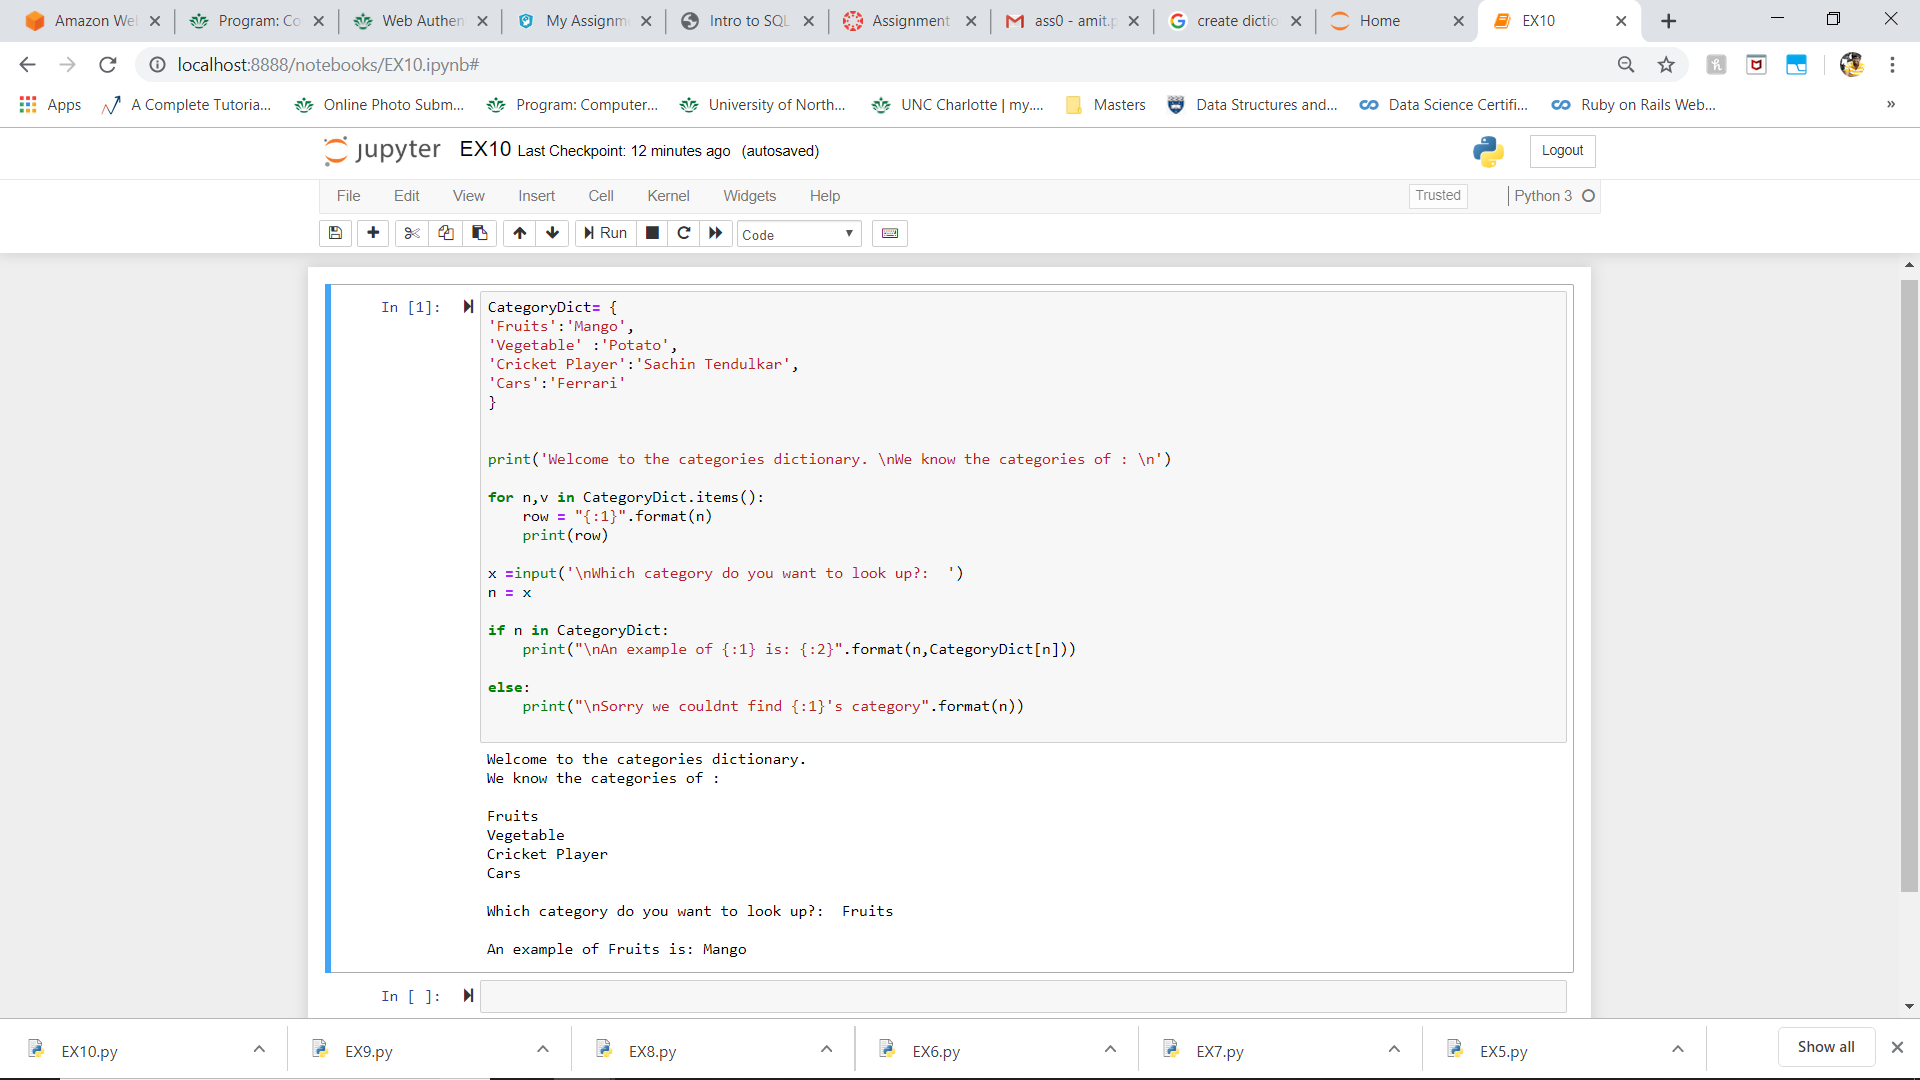 Amazon We
Program: Co
Web Authen
My Assignm
Intro to SQL
Assignment
ass0 - amit.p
create dictio
Home
EX10
localhost:8888/notebooks/EX10.ipynb#
Apps
A Complete Tutoria...
Online Photo Subm...
Program: Computer...
University of North...
UNC Charlotte | my....
Masters
Data Structures and...
Data Science Certifi...
Ruby on Rails Web...
»
jupyter EX10 Last Checkpoint: 12 minutes ago (autosaved)
Logout
File Edit View Insert Cell Kernel Widgets Help
Trusted
Python 3
Run
Code
In [1]:
CategoryDict= {
'Fruits':'Mango',
'Vegetable' :'Potato',
'Cricket Player':'Sachin Tendulkar',
'Cars':'Ferrari'
}
print('Welcome to the categories dictionary. \nWe know the categories of : \n')
for n,v in CategoryDict.items():
    row = "{:1}".format(n)
    print(row)
x =input('\nWhich category do you want to look up?:  ')
n = x
if n in CategoryDict:
    print("\nAn example of {:1} is: {:2}".format(n,CategoryDict[n]))
else:
    print("\nSorry we couldnt find {:1}'s category".format(n))
Welcome to the categories dictionary.
We know the categories of :
Fruits
Vegetable
Cricket Player
Cars
Which category do you want to look up?:  Fruits
An example of Fruits is: Mango
In [ ]:
EX10.py
EX9.py
EX8.py
EX6.py
EX7.py
EX5.py
Show all